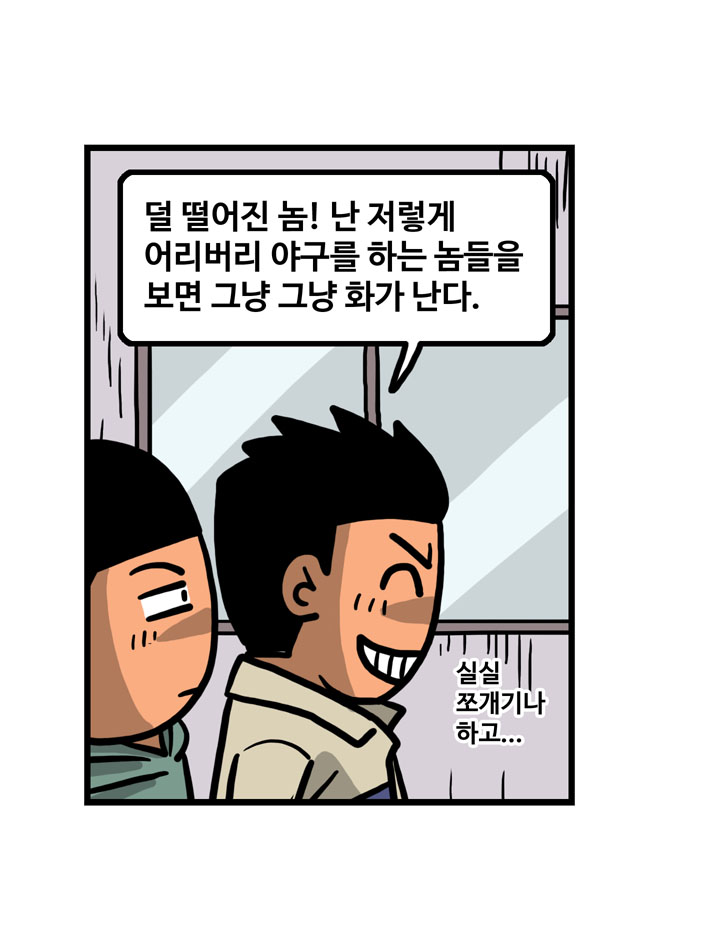 덜 떨어진 놈! 난 저렇게
어리버리 야구를 하는 놈들을
보면 그냥 그냥 화가 난다.
실실
쪼개기나
하고...